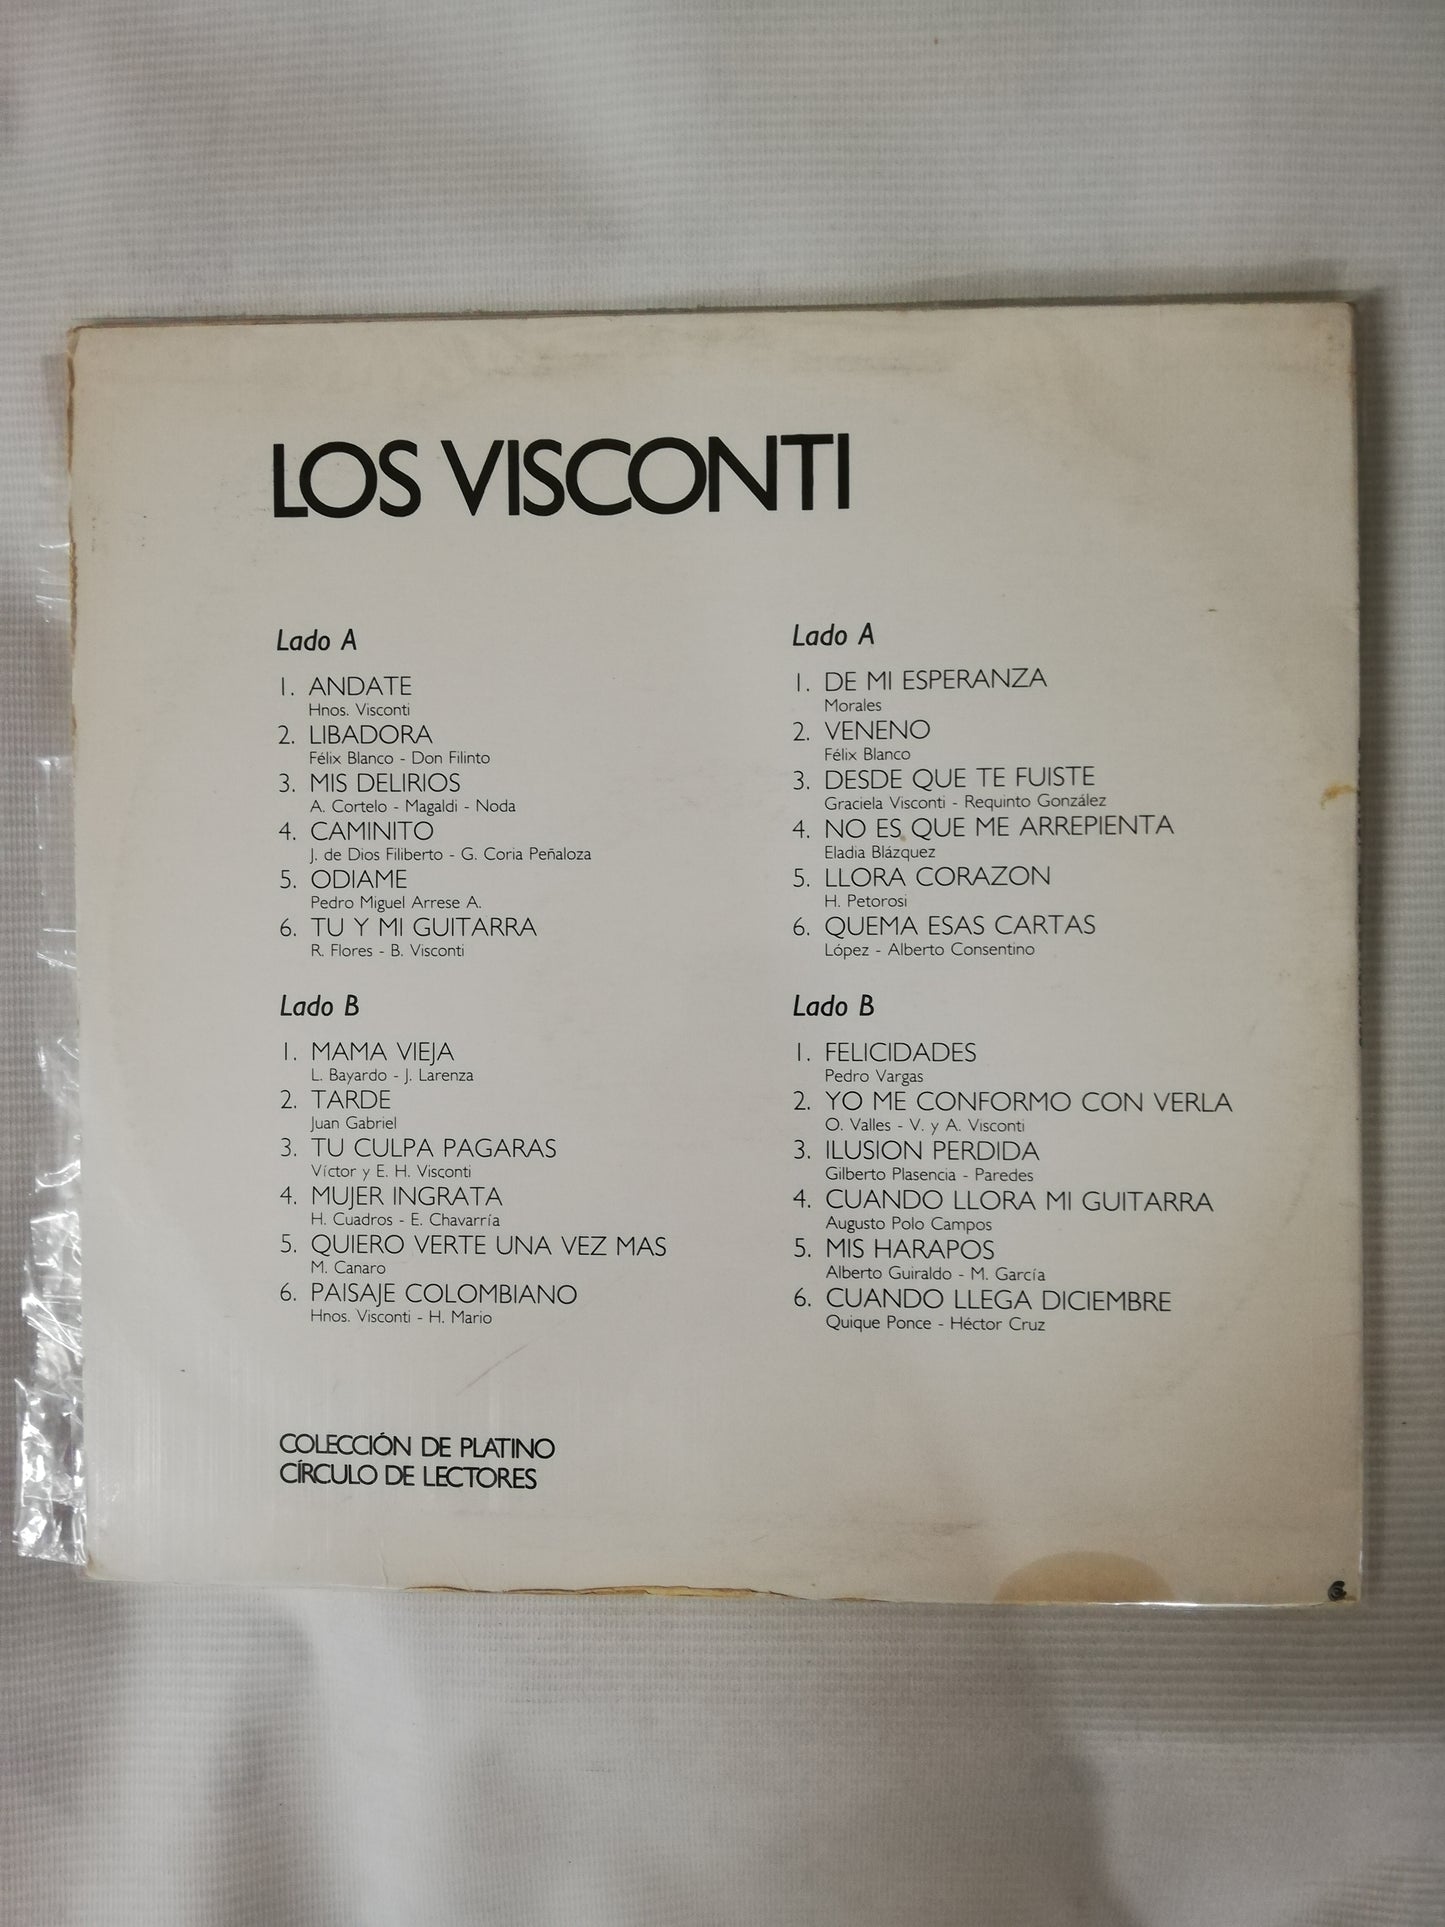 LOS VISCONTI
Lado A
1. ANDATE
Hnos. Visconti
2. LIBADORA
Félix Blanco - Don Filinto
3. MIS DELIRIOS
A. Cortelo - Magaldi - Noda
4. CAMINITO
J. de Dios Filiberto - G. Coria Peñaloza
5. ODIAME
Pedro Miguel Arrese A.
6. TU Y MI GUITARRA
R. Flores - B. Visconti
Lado B
1. MAMA VIEJA
L. Bayardo - J. Larenza
2. TARDE
Juan Gabriel
3. TU CULPA PAGARAS
Víctor y E. H. Visconti
4. MUJER INGRATA
H. Cuadros - E. Chavarría
5. QUIERO VERTE UNA VEZ MAS
M. Canaro
6. PAISAJE COLOMBIANO
Hnos. Visconti - H. Mario
Lado A
1. DE MI ESPERANZA
Morales
2. VENENO
Félix Blanco
3. DESDE QUE TE FUISTE
Graciela Visconti - Requinto González
4. NO ES QUE ME ARREPIENTA
Eladia Blázquez
5. LLORA CORAZON
H. Petorosi
6. QUEMA ESAS CARTAS
López - Alberto Consentino
Lado B
1. FELICIDADES
Pedro Vargas
2. YO ME CONFORMO CON VERLA
O. Valles - V. y A. Visconti
3. ILUSION PERDIDA
Gilberto Plasencia - Paredes
4. CUANDO LLORA MI GUITARRA
Augusto Polo Campos
5. MIS HARAPOS
Alberto Guiraldo - M. García
6. CUANDO LLEGA DICIEMBRE
Quique Ponce - Héctor Cruz
COLECCIÓN DE PLATINO
CÍRCULO DE LECTORES